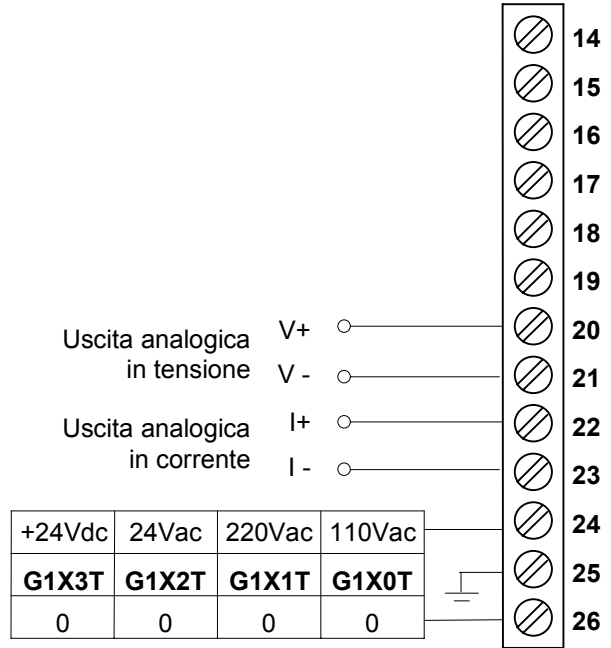 14
15
16
17
18
19
Uscita analogica
in tensione
V+
20
V -
21
Uscita analogica
in corrente
I+
22
I -
23
+24Vdc 24Vac 220Vac 110Vac
24
G1X3T G1X2T G1X1T G1X0T
25
0 0 0 0
26